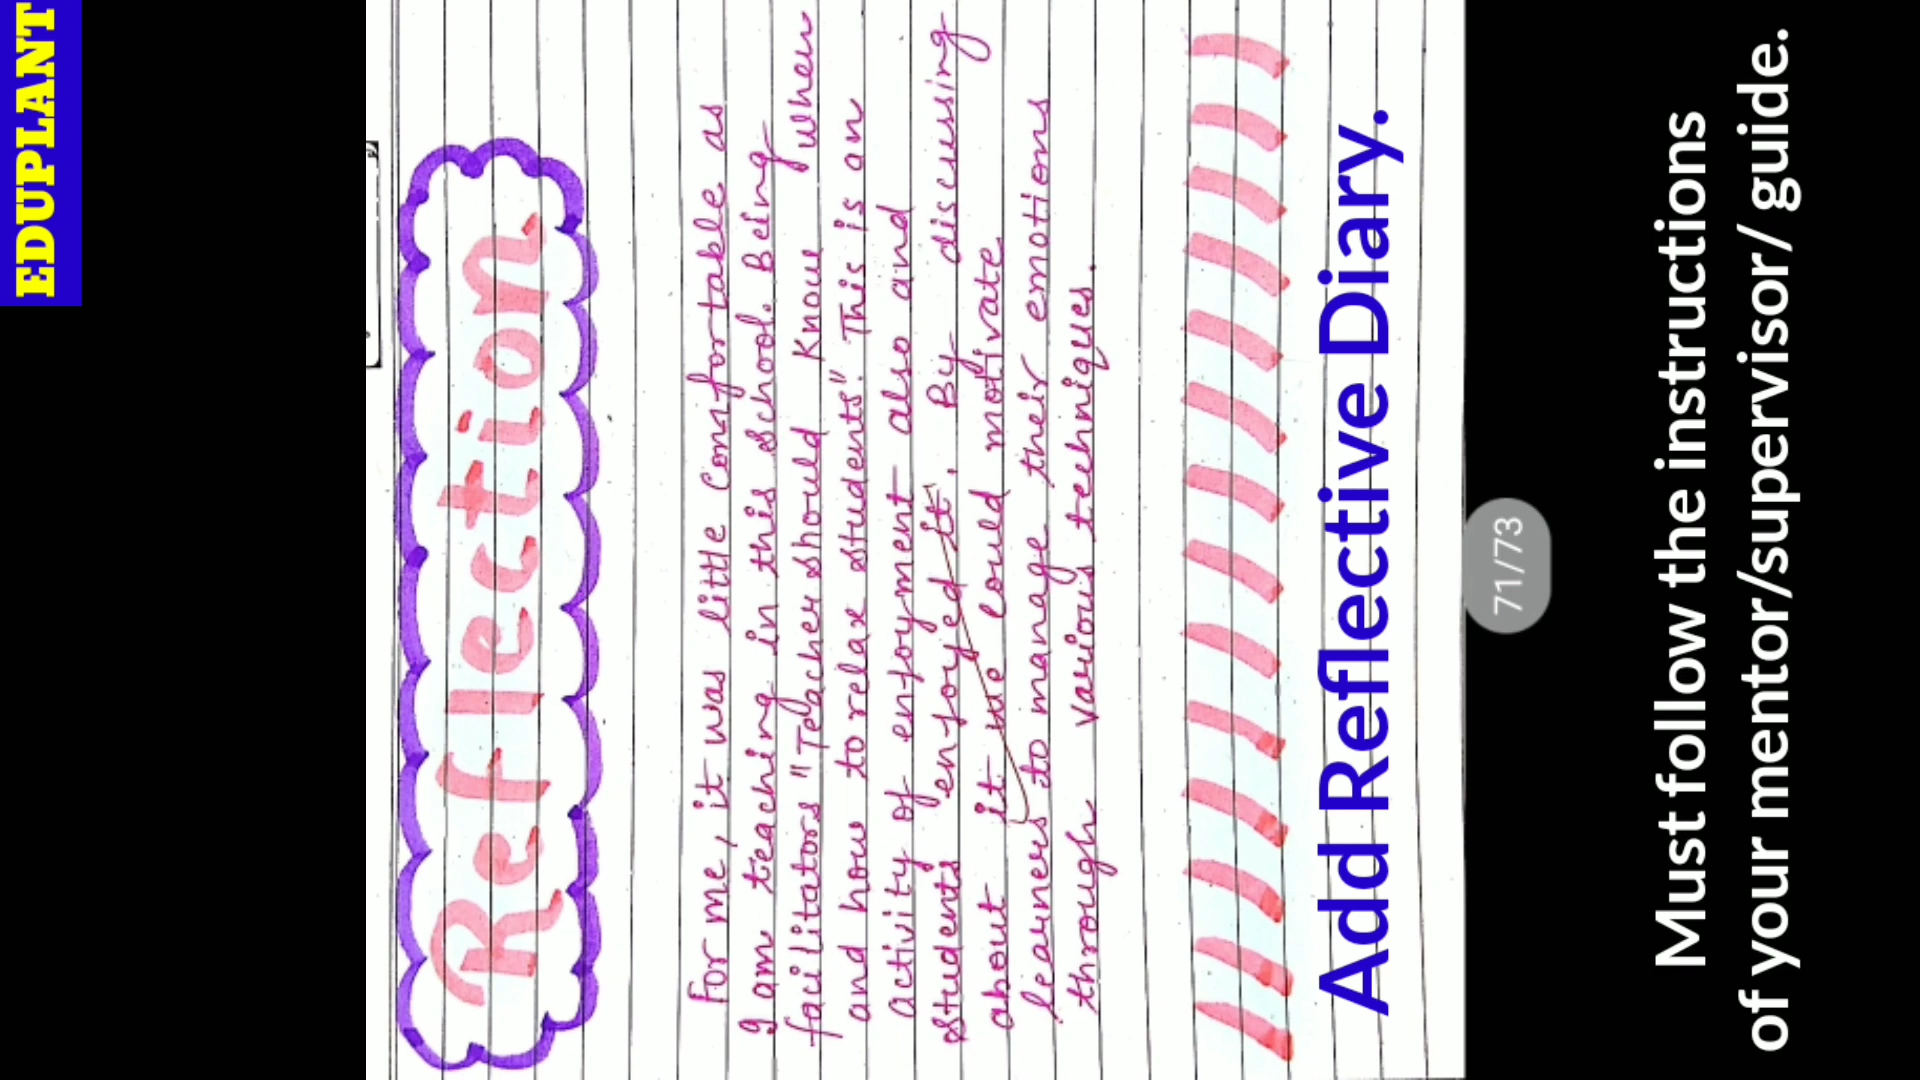 EDUPLANT
Reflection
For me, it was little comfortable as
I am teaching in this school. Being
facilitators "Teacher should know when
and how to relax students". This is an
activity of enjoyment also and
students enjoyed it. By discussing
about it we could motivate
learners to manage their emotions
through various techniques.
Add Reflective Diary.
71/73
Must follow the instructions
of your mentor/supervisor/ guide.